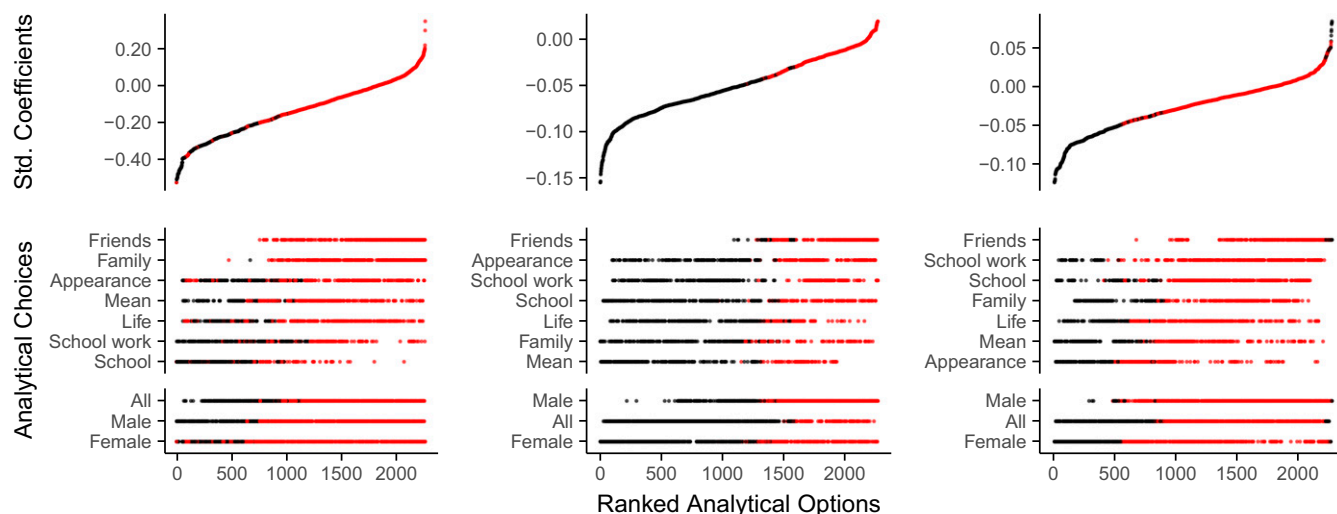 Std. Coefficients
0.20
0.00
−0.20
−0.40
0.00
−0.05
−0.10
−0.15
0.05
0.00
−0.05
−0.10
Analytical Choices
Friends
Family
Appearance
Mean
Life
School work
School
All
Male
Female
0 500 1000 1500 2000
Friends
Appearance
School work
School
Life
Family
Mean
Male
All
Female
0 500 1000 1500 2000
Friends
School work
School
Family
Life
Mean
Appearance
Male
All
Female
0 500 1000 1500 2000
Ranked Analytical Options